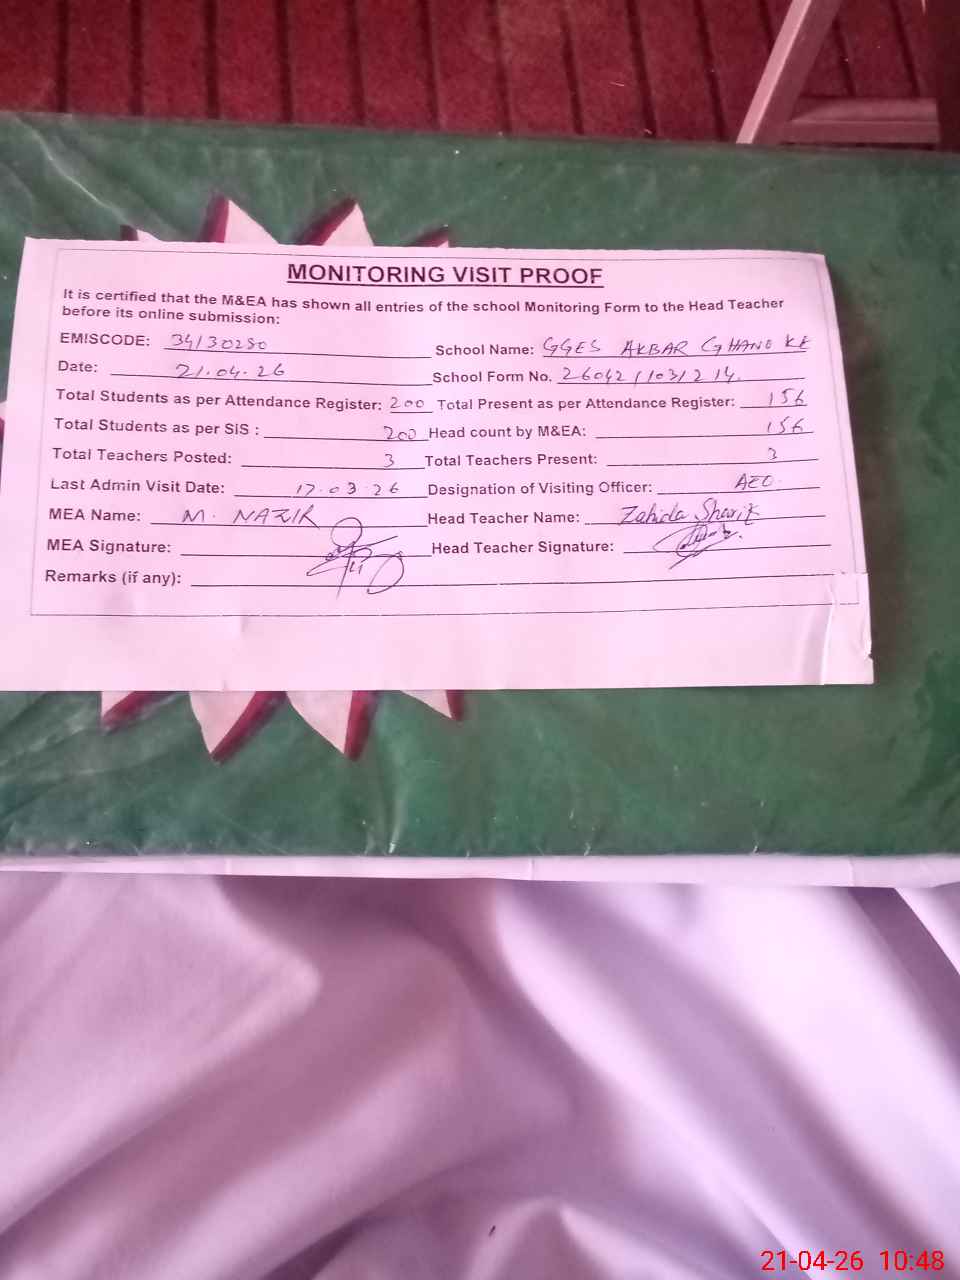 MONITORING VISIT PROOF
It is certified that the M&EA has shown all entries of the school Monitoring Form to the Head Teacher
before its online submission:
EMISCODE: 34130280 School Name: GGES AKBAR GHANO KE
Date: 21.04.26 School Form No. 26042110321 4.
Total Students as per Attendance Register: 200 Total Present as per Attendance Register: 156
Total Students as per SIS : 200 Head count by M&EA: 156
Total Teachers Posted: 3 Total Teachers Present: 3
Last Admin Visit Date: 17.03.26 Designation of Visiting Officer: AEO.
MEA Name: M. NAZIR Head Teacher Name: Zahida Sharif
MEA Signature: Head Teacher Signature:
Remarks (if any):
21-04-26 10:48